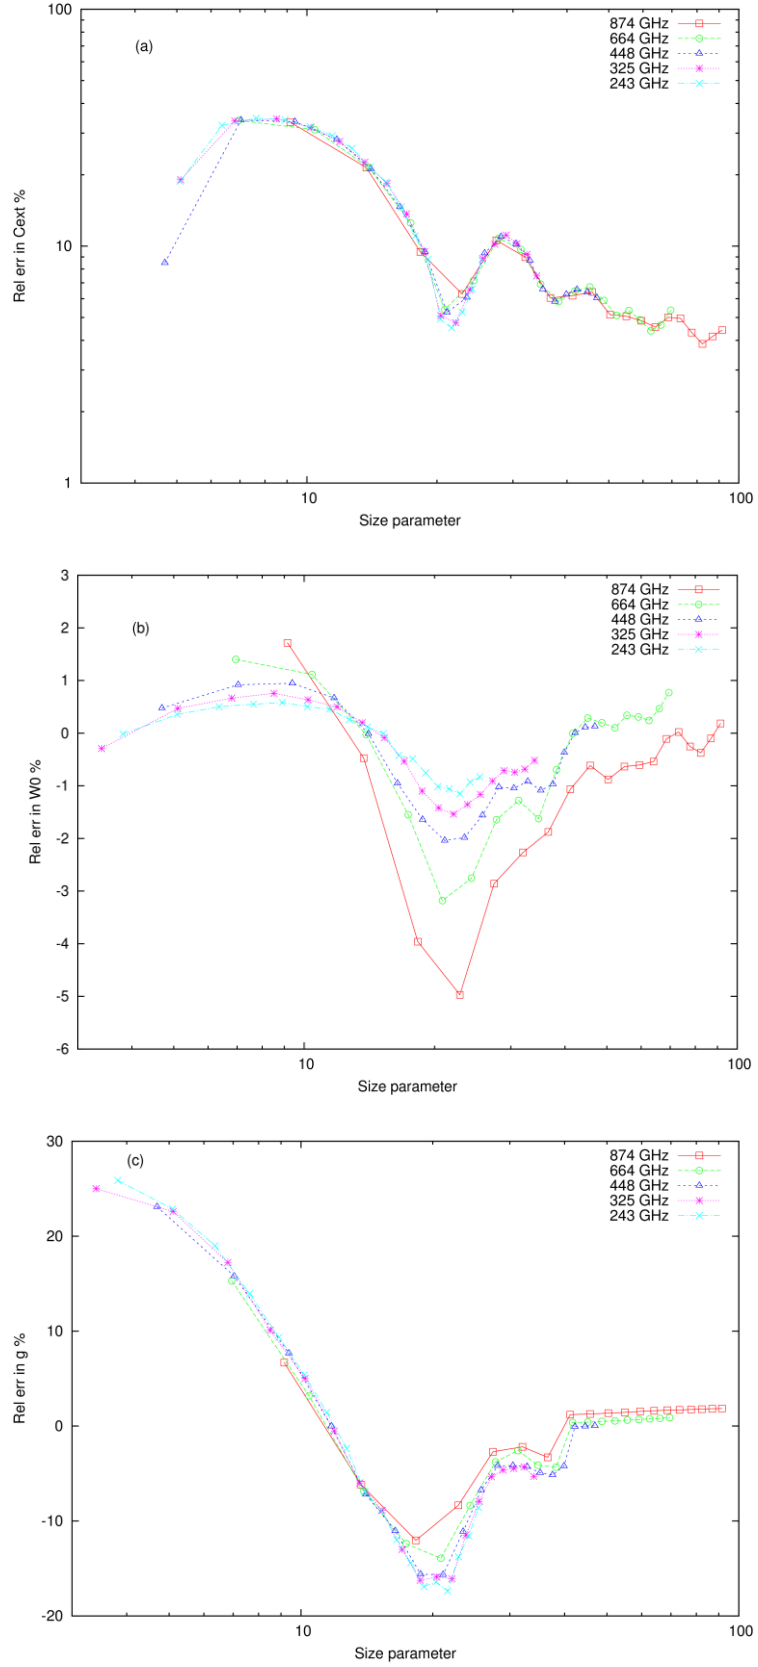 100
(a)
874 GHz
664 GHz
448 GHz
325 GHz
243 GHz
Rel err in Cext %
10
1
10
100
Size parameter
3
(b)
874 GHz
664 GHz
448 GHz
325 GHz
243 GHz
2
1
0
-1
Rel err in W0 %
-2
-3
-4
-5
-6
10
100
Size parameter
30
(c)
874 GHz
664 GHz
448 GHz
325 GHz
243 GHz
20
10
Rel err in g %
0
-10
-20
10
100
Size parameter